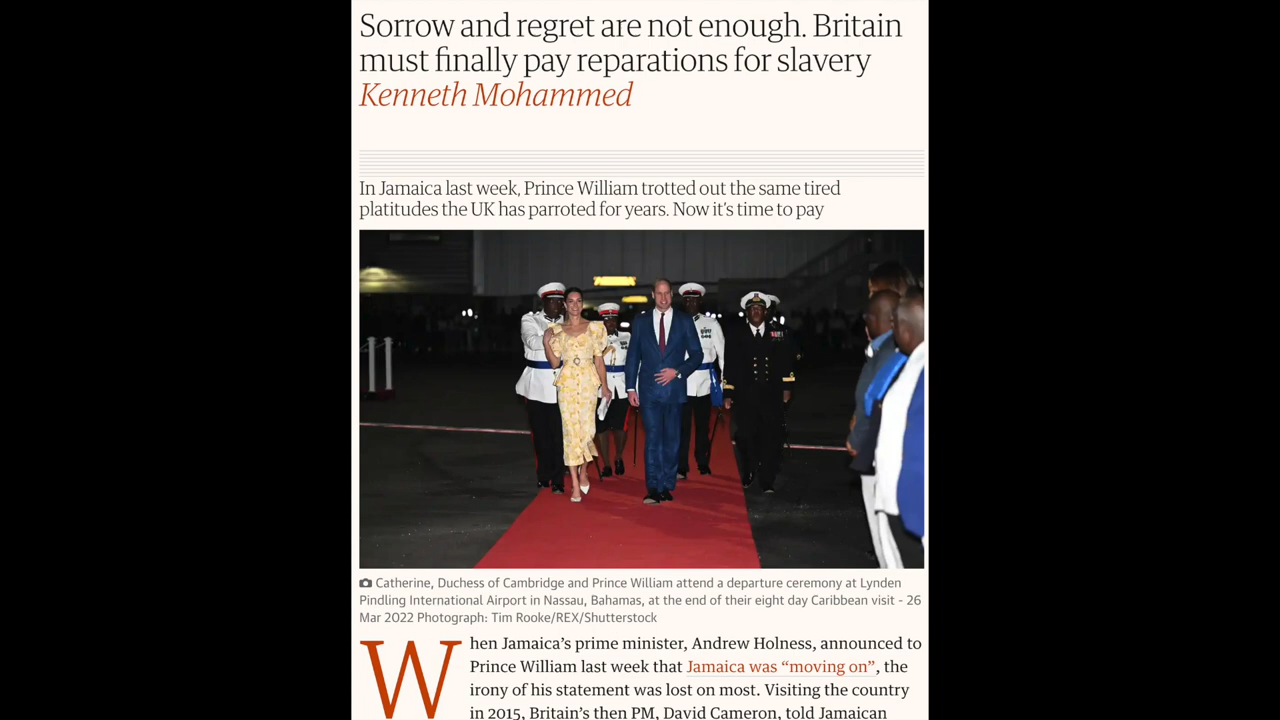 Sorrow and regret are not enough. Britain
must finally pay reparations for slavery
Kenneth Mohammed
In Jamaica last week, Prince William trotted out the same tired
platitudes the UK has parroted for years. Now it's time to pay
Catherine, Duchess of Cambridge and Prince William attend a departure ceremony at Lynden
Pindling International Airport in Nassau, Bahamas, at the end of their eight day Caribbean visit - 26
Mar 2022 Photograph: Tim Rooke/REX/Shutterstock
When Jamaica's prime minister, Andrew Holness, announced to
Prince William last week that Jamaica was “moving on”, the
irony of his statement was lost on most. Visiting the country
in 2015, Britain's then PM, David Cameron, told Jamaican